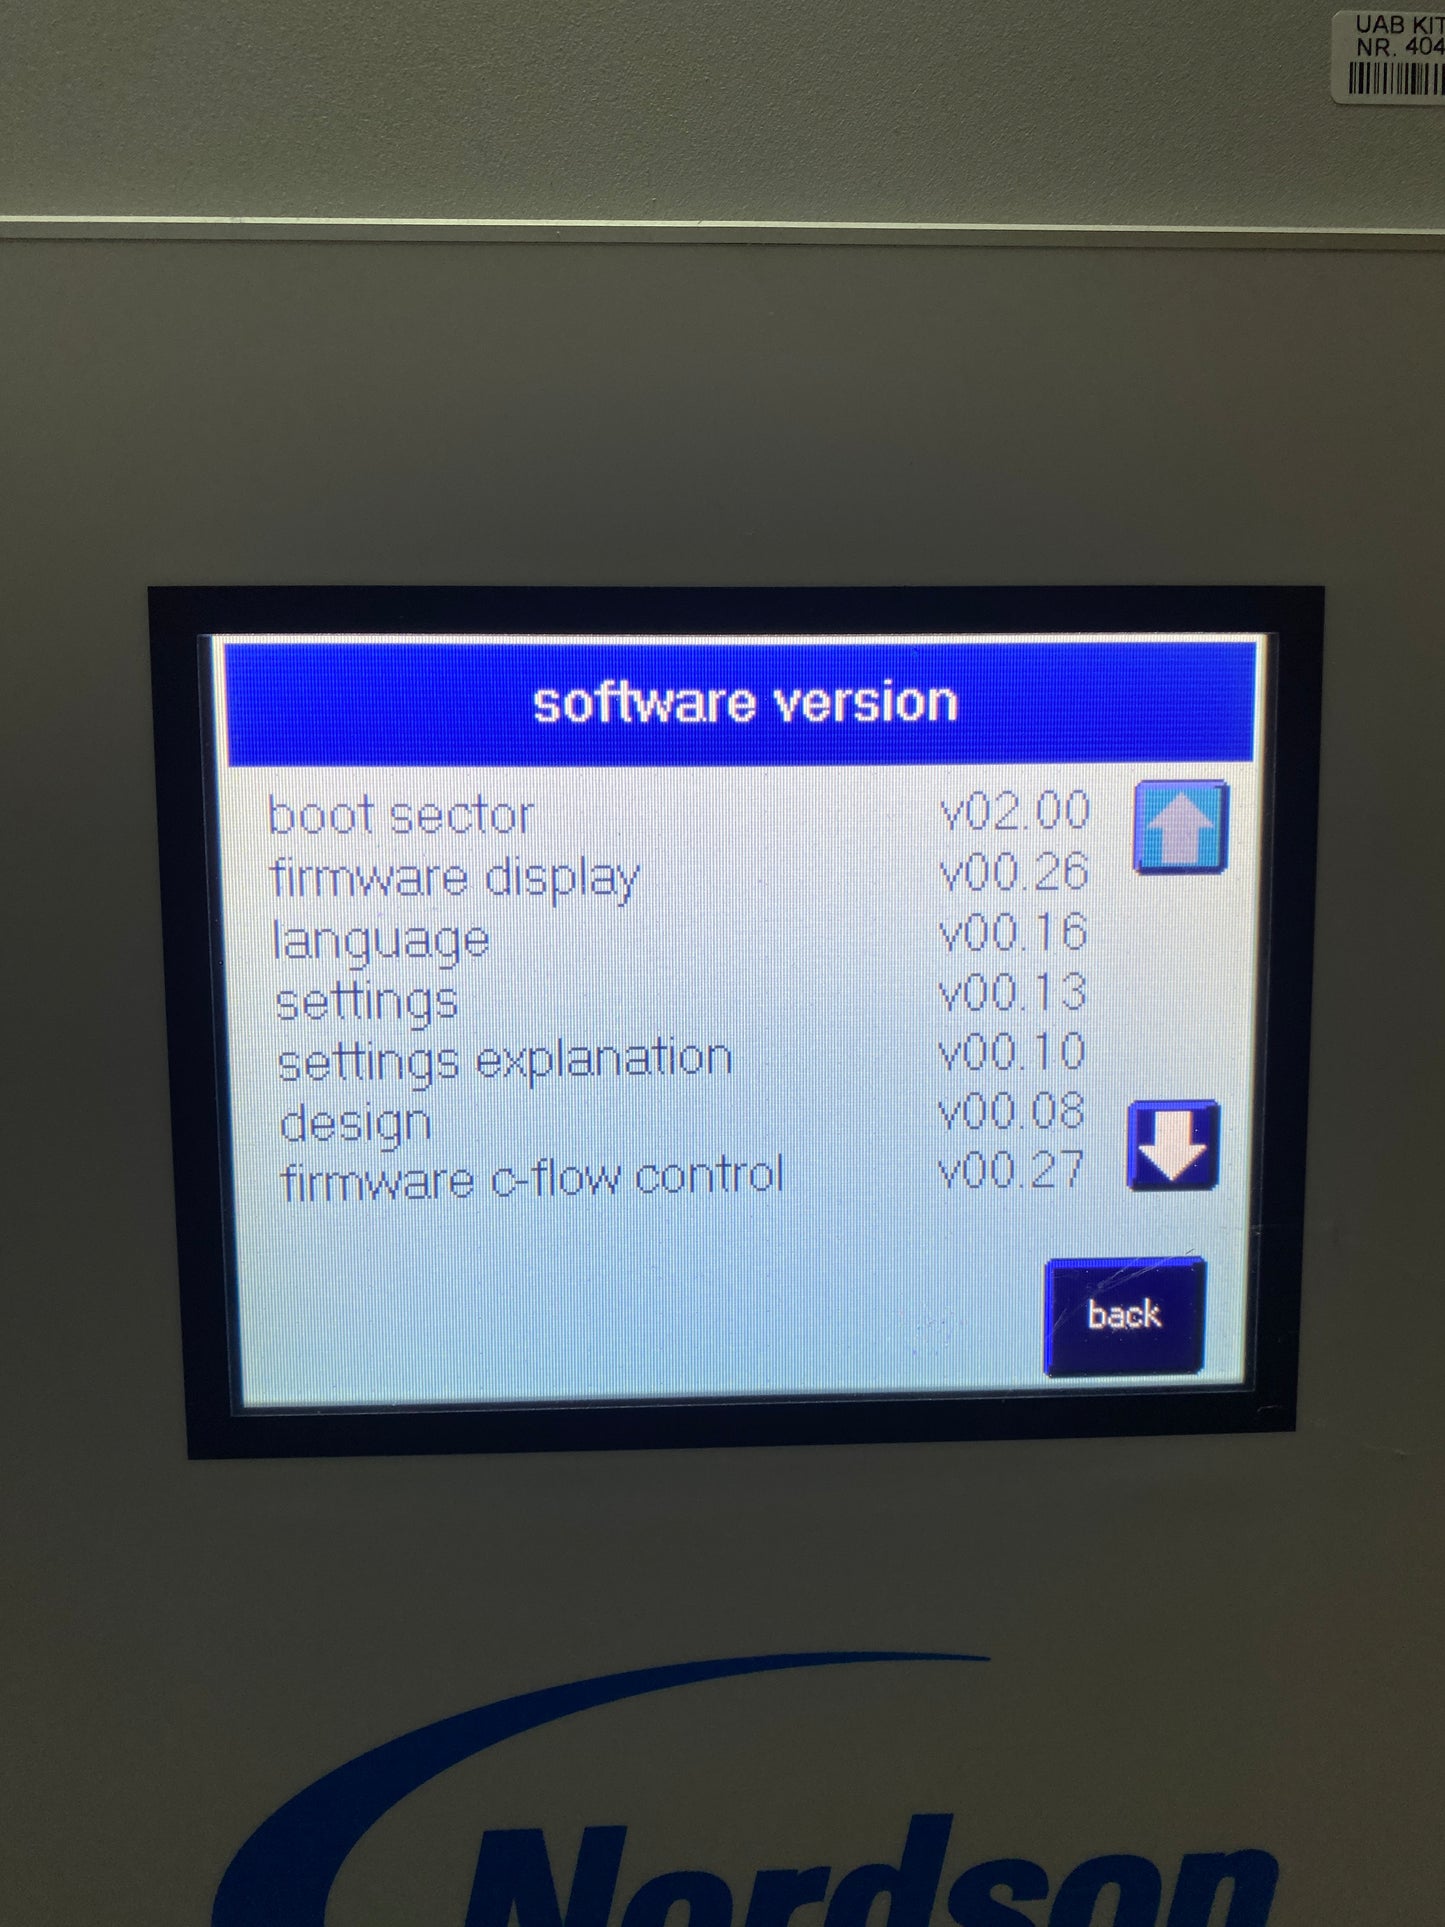 UAB KIT
NR. 404
software version
boot sector v02.00
firmware display v00.26
language v00.16
settings v00.13
settings explanation v00.10
design v00.08
firmware c-flow control v00.27
back
Nordson